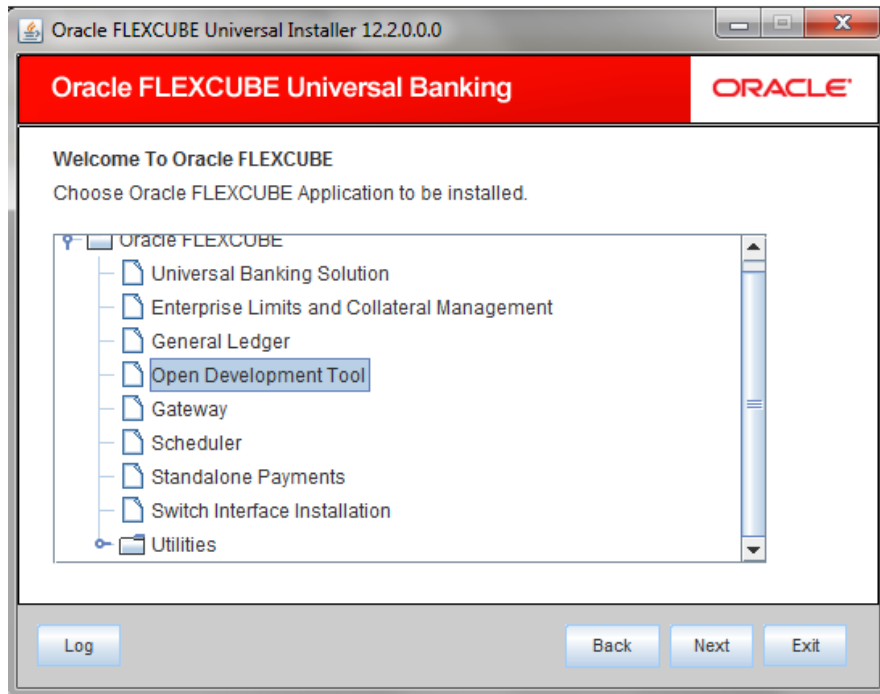 Oracle FLEXCUBE Universal Installer 12.2.0.0.0
Oracle FLEXCUBE Universal Banking
ORACLE
Welcome To Oracle FLEXCUBE
Choose Oracle FLEXCUBE Application to be installed.
Oracle FLEXCUBE
Universal Banking Solution
Enterprise Limits and Collateral Management
General Ledger
Open Development Tool
Gateway
Scheduler
Standalone Payments
Switch Interface Installation
Utilities
Log Back Next Exit